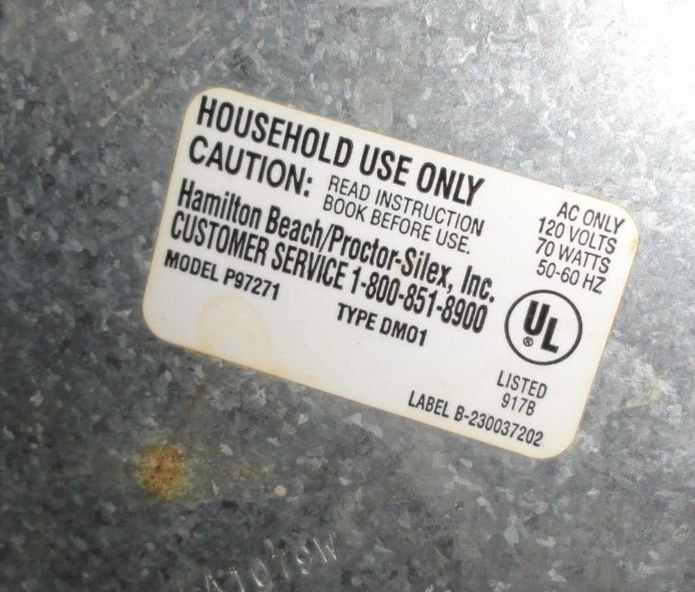 HOUSEHOLD USE ONLY
CAUTION: READ INSTRUCTION
BOOK BEFORE USE.
Hamilton Beach/Proctor-Silex, Inc.
CUSTOMER SERVICE 1-800-851-8900
MODEL P97271
TYPE DM01
AC ONLY
120 VOLTS
70 WATTS
50-60 HZ
UL
®
LISTED
917B
LABEL B-230037202